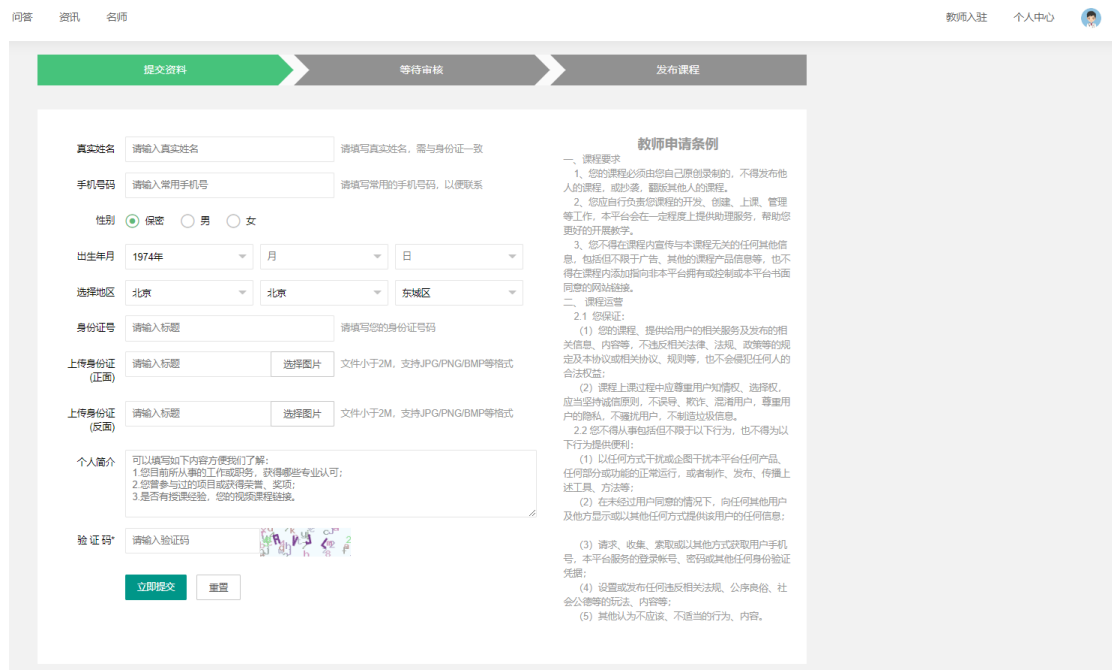 问答
资讯
名师
教师入驻
个人中心
提交资料
等待审核
发布课程
真实姓名
请输入真实姓名
请填写真实姓名，需与身份证一致
手机号码
请输入常用手机号
请填写常用的手机号码，以便联系
性别
保密
男
女
出生年月
1974年
月
日
选择地区
北京
北京
东城区
身份证号
请输入标题
请填写您的身份证号码
上传身份证
(正面)
请输入标题
选择图片
文件小于2M，支持JPG/PNG/BMP等格式
上传身份证
(反面)
请输入标题
选择图片
文件小于2M，支持JPG/PNG/BMP等格式
个人简介
可以填写如下内容方便我们了解：
1.您目前所从事的工作或职务，获得哪些专业认可；
2.您曾参与过的项目或获得荣誉、奖项；
3.是否有授课经验，您的视频课程链接。
验 证 码*
请输入验证码
立即提交
重置
教师申请条例
一、课程要求
1、您的课程必须由您自己原创录制的，不得发布他
人的课程，或抄袭，翻版其他人的课程。
2、您应自行负责您课程的开发、创建、上课、管理
等工作，本平台会在一定程度上提供助理服务，帮助您
更好的开展教学。
3、您不得在课程内宣传与本课程无关的任何其他信
息，包括但不限于广告、其他的课程产品信息等，也不
得在课程内添加指向非本平台拥有或控制或本平台书面
同意的网站链接。
二、 课程运营
2.1 您保证：
（1）您的课程、提供给用户的相关服务及发布的相
关信息、内容等，不违反相关法律、法规、政策等的规
定及本协议或相关协议、规则等，也不会侵犯任何人的
合法权益；
（2）课程上课过程中应尊重用户知情权、选择权，
应当坚持诚信原则，不误导、欺诈、混淆用户，尊重用
户的隐私，不骚扰用户，不制造垃圾信息。
2.2 您不得从事包括但不限于以下行为，也不得为以
下行为提供便利：
（1）以任何方式干扰或企图干扰本平台任何产品、
任何部分或功能的正常运行，或者制作、发布、传播上
述工具、方法等；
（2）在未经过用户同意的情况下，向任何其他用户
及他方显示或以其他任何方式提供该用户的任何信息；
（3）请求、收集、索取或以其他方式获取用户手机
号，本平台服务的登录帐号、密码或其他任何身份验证
凭据；
（4）设置或发布任何违反相关法规、公序良俗、社
会公德等的玩法、内容等；
（5）其他认为不应该、不适当的行为、内容。